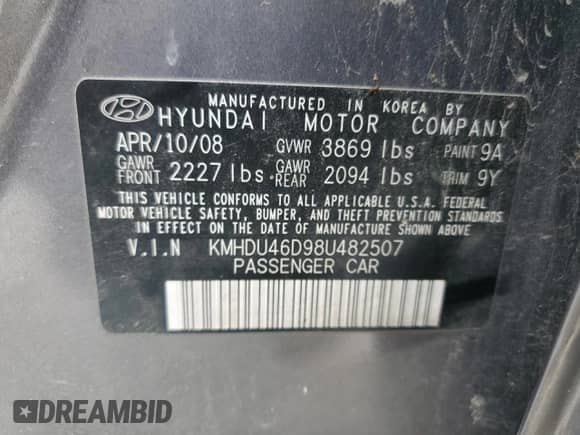 MANUFACTURED IN KOREA BY
HYUNDAI MOTOR COMPANY
APR/10/08 GVWR 3869 lbs PAINT 9A
GAWR FRONT 2227 lbs GAWR REAR 2094 lbs TRIM 9Y
THIS VEHICLE CONFORMS TO ALL APPLICABLE U.S.A. FEDERAL
MOTOR VEHICLE SAFETY, BUMPER, AND THEFT PREVENTION
STANDARDS IN EFFECT ON THE DATE OF MANUFACTURE SHOWN ABOVE
V.I.N KMHDU46D98U482507
PASSENGER CAR
DREAMBID